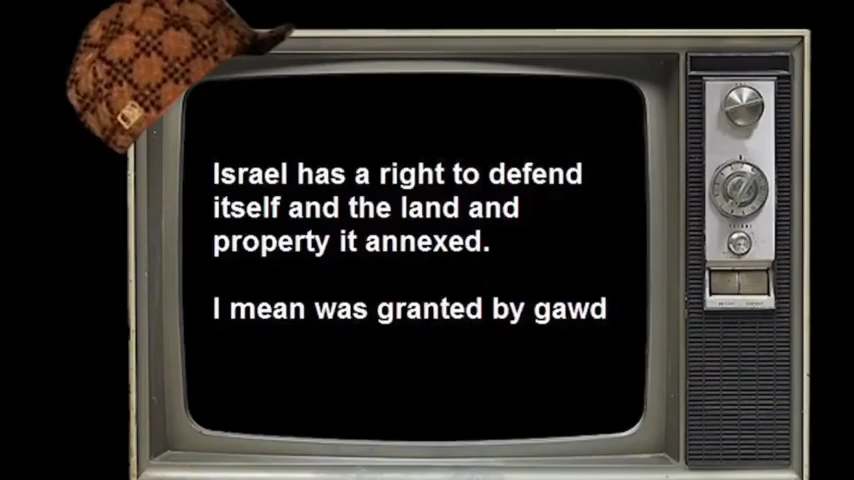 Israel has a right to defend
itself and the land and
property it annexed.
I mean was granted by gawd